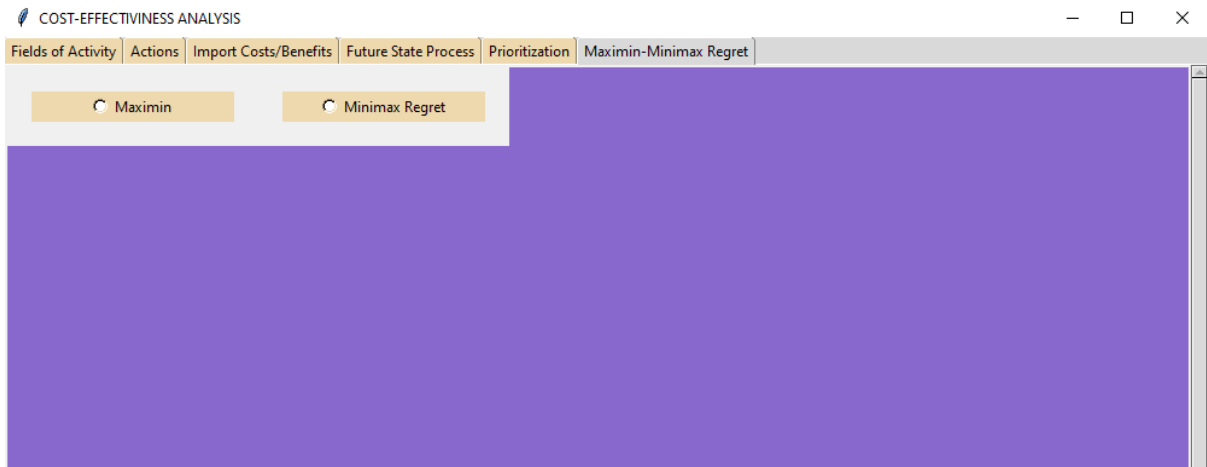 COST-EFFECTIVINESS ANALYSIS
Fields of Activity Actions Import Costs/Benefits Future State Process Prioritization Maximin-Minimax Regret
Maximin Minimax Regret